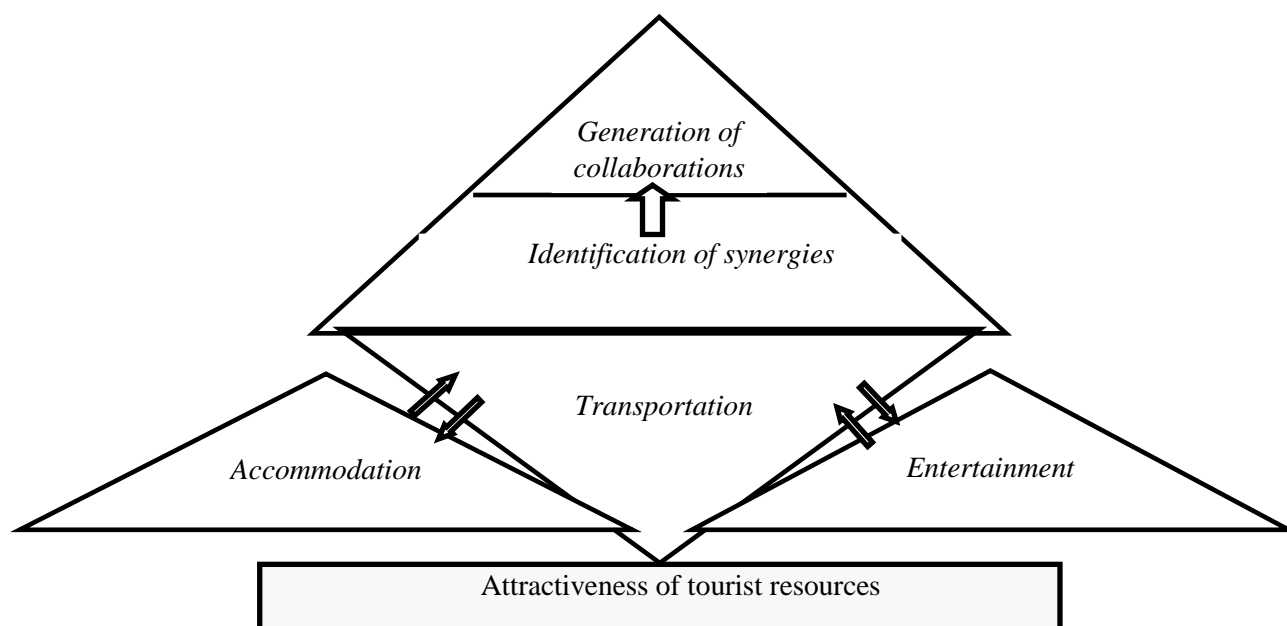 Generation of
collaborations
Identification of synergies
Transportation
Accommodation
Entertainment
Attractiveness of tourist resources